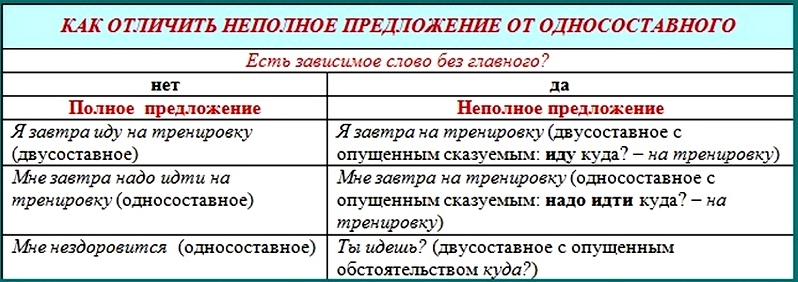 КАК ОТЛИЧИТЬ НЕПОЛНОЕ ПРЕДЛОЖЕНИЕ ОТ ОДНОСОСТАВНОГО
Есть зависимое слово без главного?
нет
да
Полное предложение
Неполное предложение
Я завтра иду на тренировку
(двусоставное)
Я завтра на тренировку (двусоставное с
опущенным сказуемым: иду куда? – на тренировку)
Мне завтра надо идти на
тренировку (односоставное)
Мне завтра на тренировку (односоставное с
опущенным сказуемым: надо идти куда? – на
тренировку)
Мне нездоровится (односоставное)
Ты идешь? (двусоставное с опущенным
обстоятельством куда?)